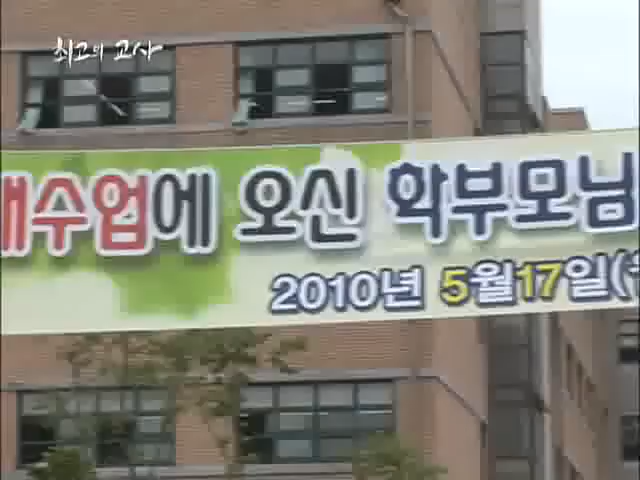 최고의 교사
개수업에 오신 학부모님
2010년 5월17일(